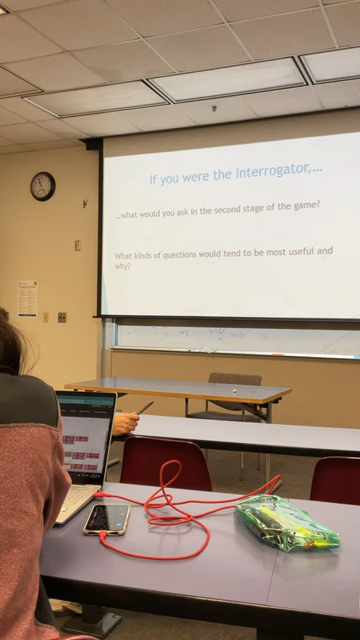 If you were the interrogator,...
...what would you ask in the second stage of the game?
What kinds of questions would tend to be most useful and
why?